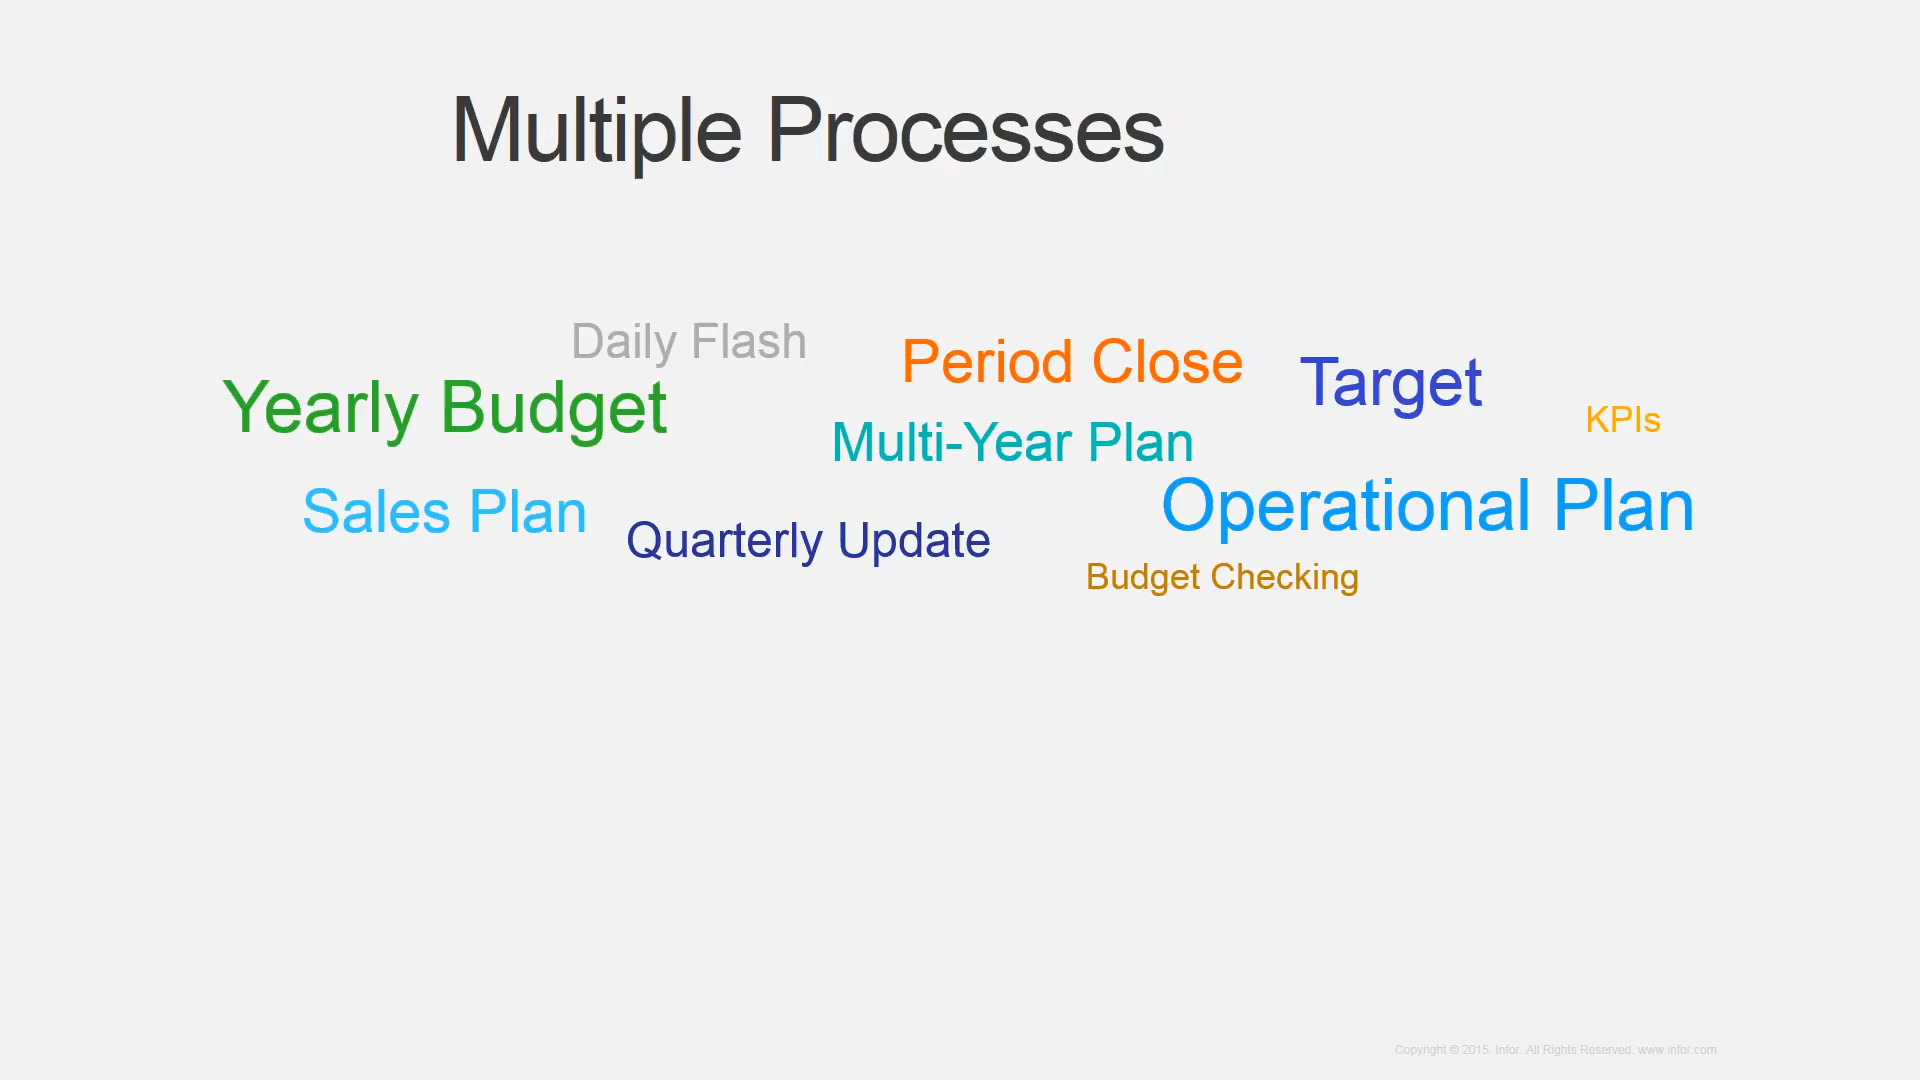 Multiple Processes
Daily Flash
Period Close
Target
Yearly Budget
KPIs
Multi-Year Plan
Sales Plan
Operational Plan
Quarterly Update
Budget Checking
Copyright © 2015. Infor. All Rights Reserved. www.infor.com